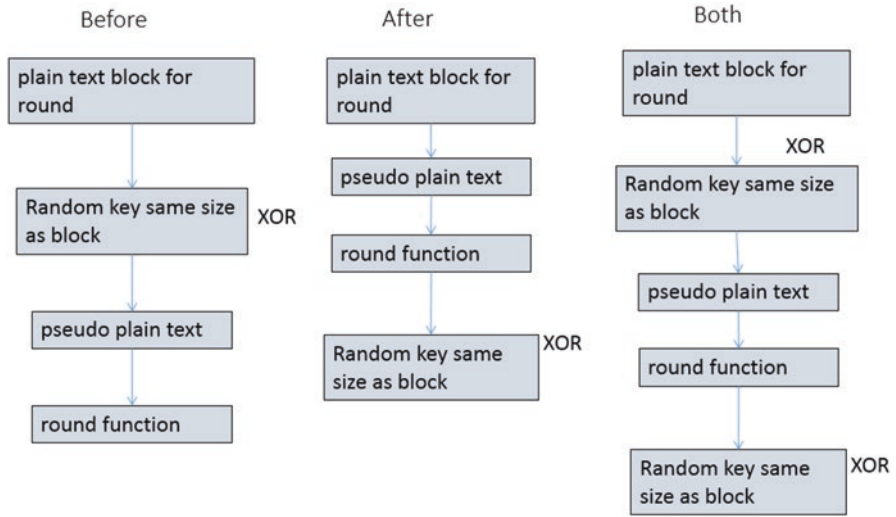 Before
plain text block for
round
Random key same size
as block
XOR
pseudo plain text
round function
After
plain text block for
round
pseudo plain text
round function
Random key same
size as block
XOR
Both
plain text block for
round
XOR
Random key same size
as block
pseudo plain text
round function
Random key same
size as block
XOR